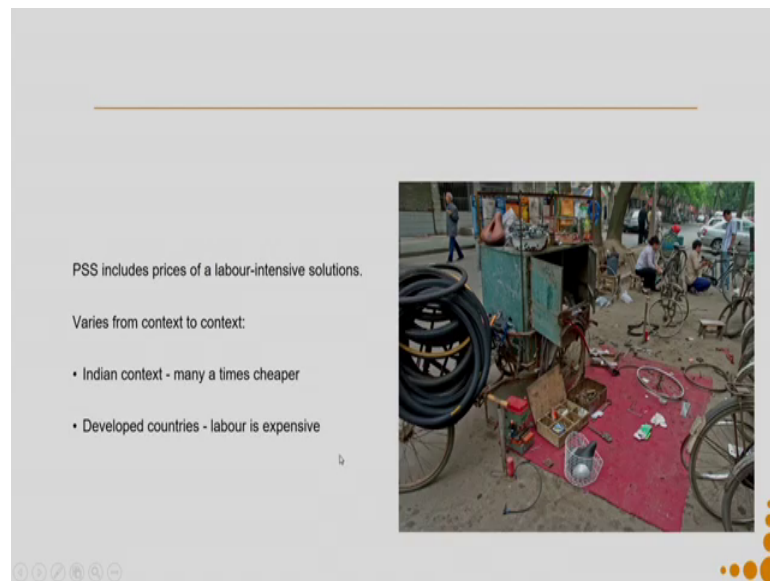 PSS includes prices of a labour-intensive solutions.
Varies from context to context:
• Indian context - many a times cheaper
• Developed countries - labour is expensive